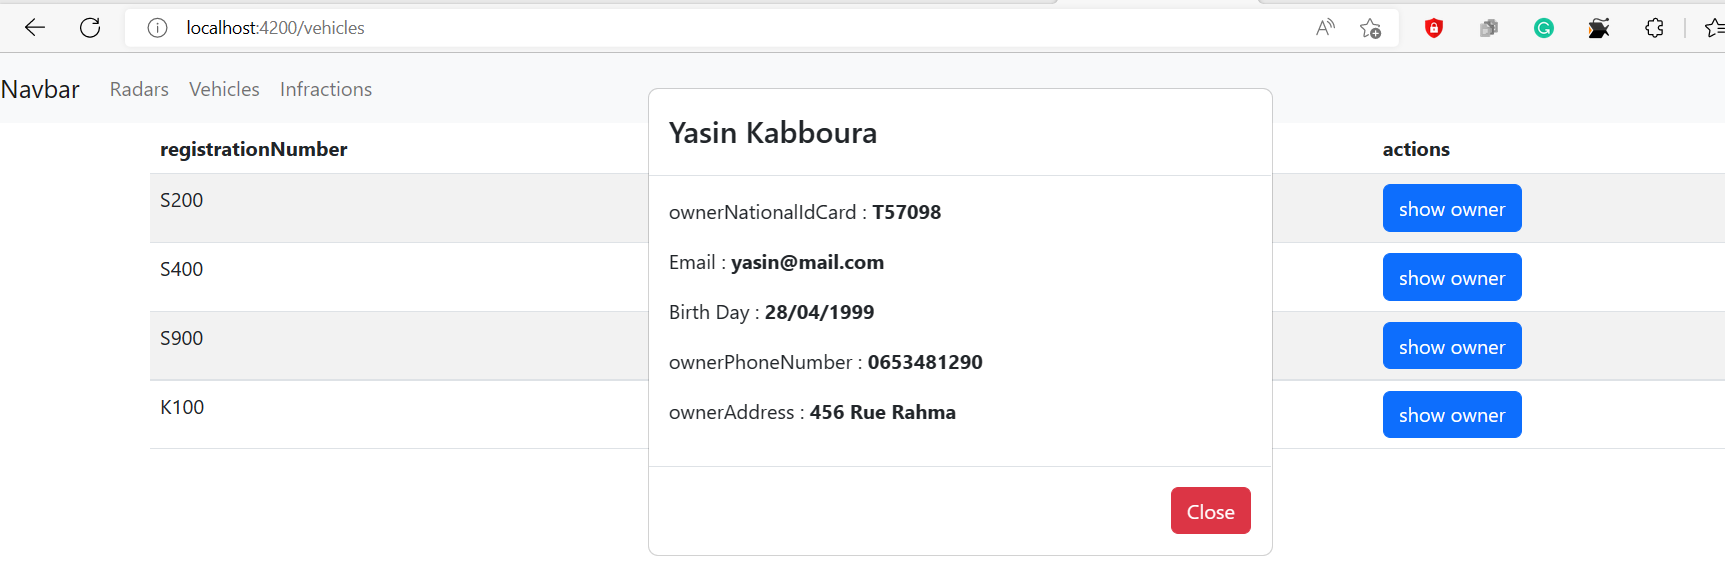 localhost:4200/vehicles
Navbar Radars Vehicles Infractions
registrationNumber actions
S200 show owner
S400 show owner
S900 show owner
K100 show owner
Yasin Kabboura
ownerNationalIdCard : T57098
Email : yasin@mail.com
Birth Day : 28/04/1999
ownerPhoneNumber : 0653481290
ownerAddress : 456 Rue Rahma
Close